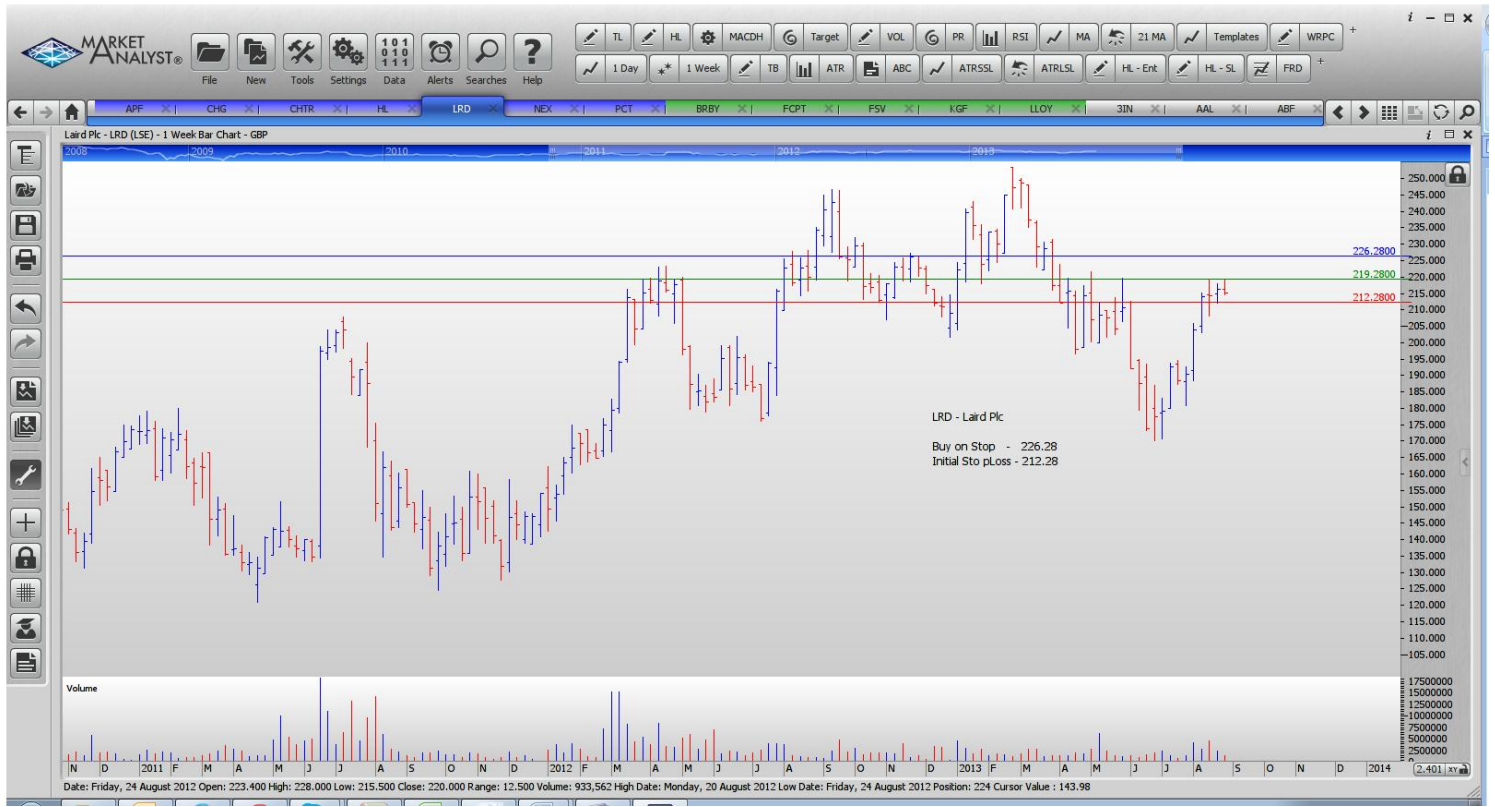 i
MARKET ANALYST®
File New Tools Settings Data Alerts Searches Help
TL HL MACDH Target VOL PR RSI MA 21 MA Templates WRPC +
1 Day 1 Week TB ATR ABC ATRSSL ATRLSL HL - Ent HL - SL FRD +
101
010
111
APF CHG CHTR HL LRD NEX PCT BRBY FCPT FSV KGF LLOY 3IN AAL ABF
Laird Plc - LRD (LSE) - 1 Week Bar Chart - GBP
i
2008 2009 2010 2011 2012 2013
250.000
245.000
240.000
235.000
230.000
226.2800
225.000
219.2800
220.000
215.000
212.2800
210.000
205.000
200.000
195.000
190.000
185.000
180.000
LRD - Laird Plc
175.000
170.000
Buy on Stop - 226.28
Initial Sto pLoss - 212.28
165.000
160.000
155.000
150.000
145.000
140.000
135.000
130.000
125.000
120.000
115.000
110.000
105.000
Volume
17500000
15000000
12500000
10000000
7500000
5000000
2500000
N D 2011 F M A M J J A S O N D 2012 F M A M J J A S O N D 2013 F M A M J J A S O N D 2014
2.401 XY
Date: Friday, 24 August 2012 Open: 223.400 High: 228.000 Low: 215.500 Close: 220.000 Range: 12.500 Volume: 933,562 High Date: Monday, 20 August 2012 Low Date: Friday, 24 August 2012 Position: 224 Cursor Value : 143.98